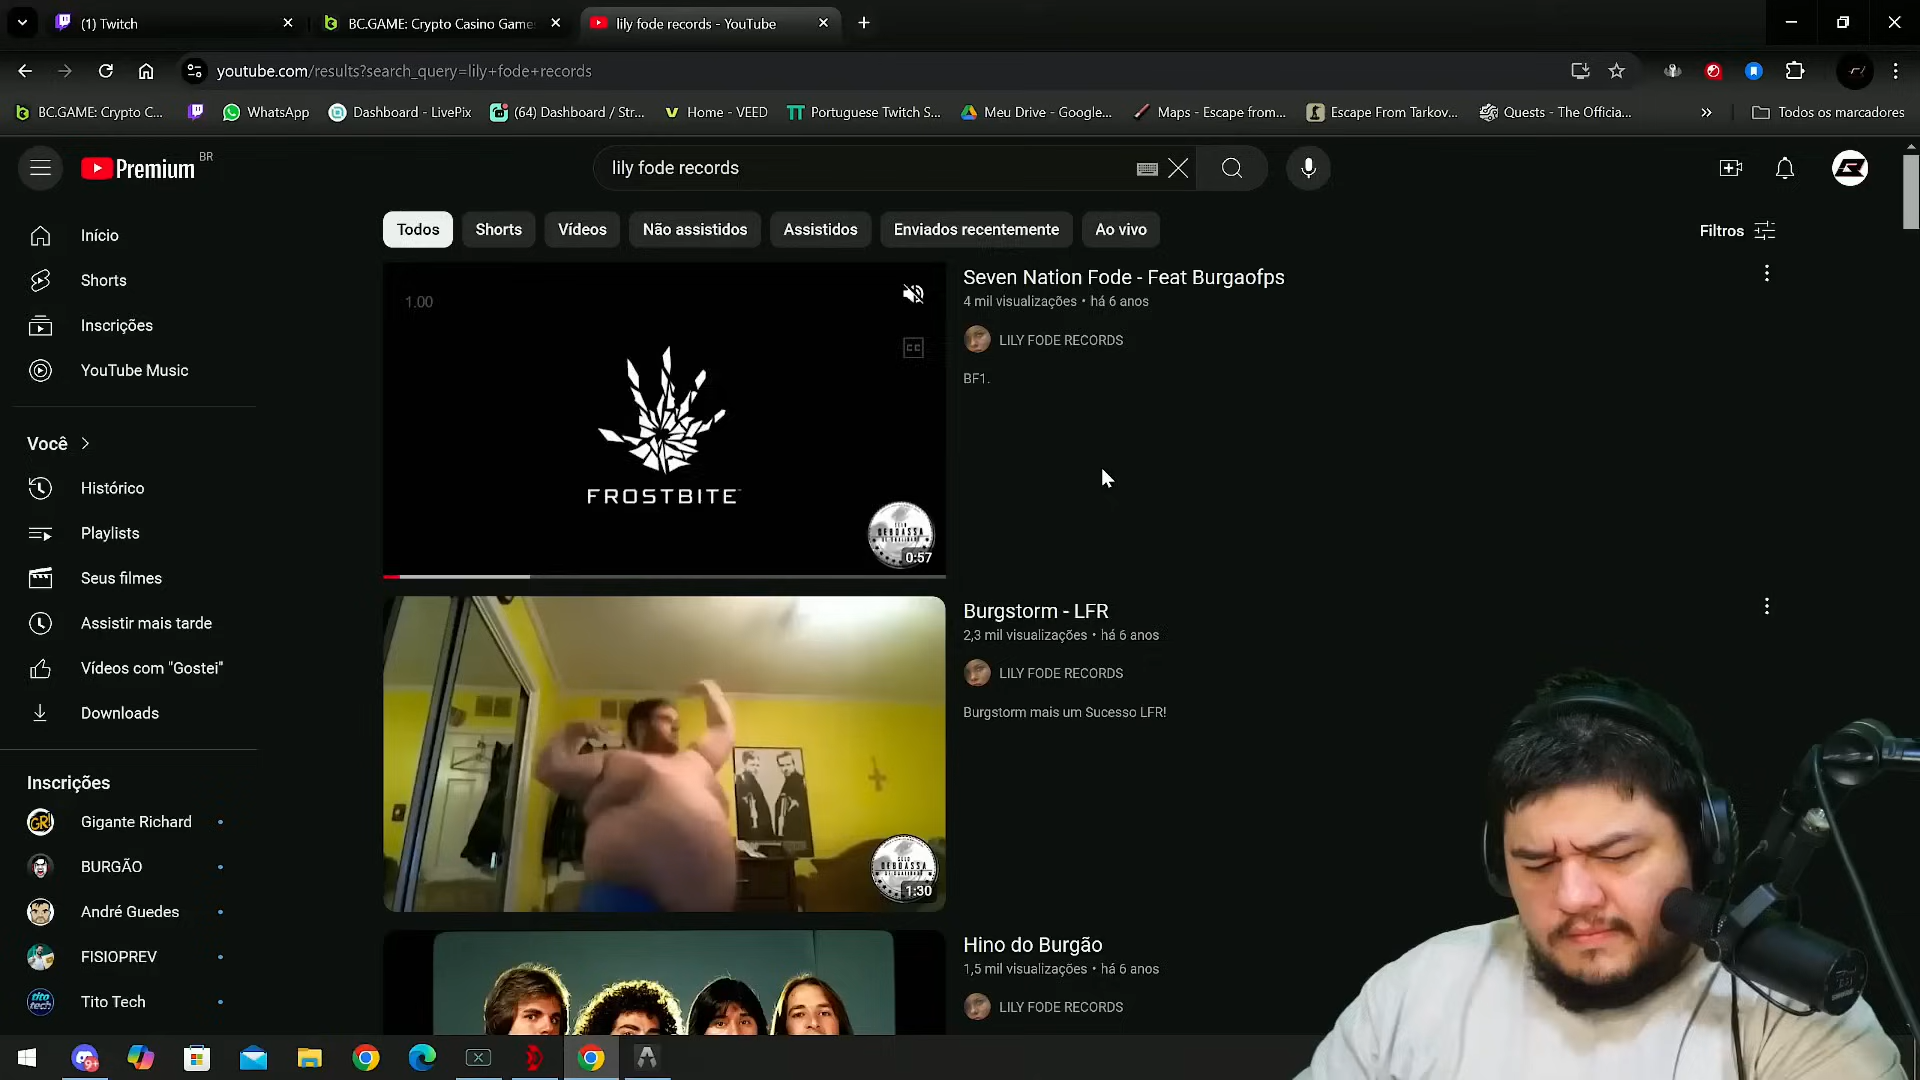 (1) Twitch
BC.GAME: Crypto Casino Game
lily fode records - YouTube
youtube.com/results?search_query=lily+fode+records
BC.GAME: Crypto C...
WhatsApp
Dashboard - LivePix
(64) Dashboard / Str...
Home - VEED
Portuguese Twitch S...
Meu Drive - Google...
Maps - Escape from...
Escape From Tarkov...
Quests - The Officia...
Todos os marcadores
Premium BR
lily fode records
Todos
Shorts
Vídeos
Não assistidos
Assistidos
Enviados recentemente
Ao vivo
Filtros
Início
Shorts
Inscrições
YouTube Music
Você
Histórico
Playlists
Seus filmes
Assistir mais tarde
Vídeos com "Gostei"
Downloads
Inscrições
Gigante Richard
BURGÃO
André Guedes
FISIOPREV
Tito Tech
1.00
CC
FROSTBITE
0:57
Seven Nation Fode - Feat Burgaofps
4 mil visualizações • há 6 anos
LILY FODE RECORDS
BF1.
1:30
Burgstorm - LFR
2,3 mil visualizações • há 6 anos
LILY FODE RECORDS
Burgstorm mais um Sucesso LFR!
Hino do Burgão
1,5 mil visualizações • há 6 anos
LILY FODE RECORDS
9+